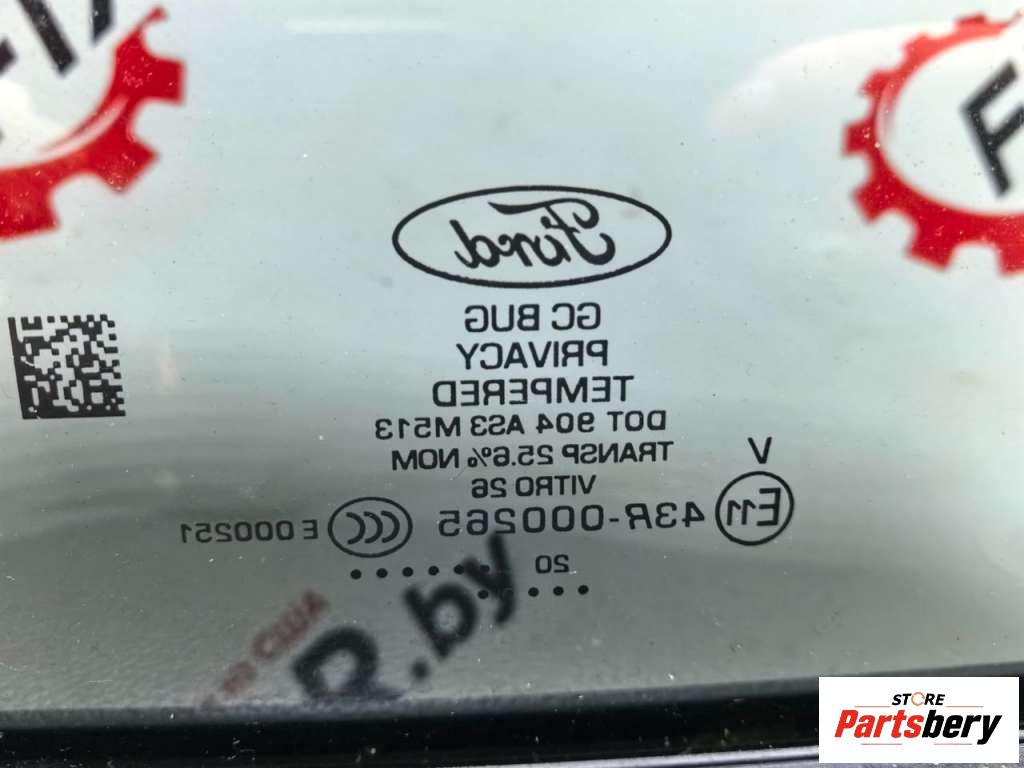 Ford
GC BUG
PRIVACY
TEMPERED
DOT 904 AS3 M513
TRANSP 25.6% NOM
V
VITRO 26
E11 43R-000265 CCC E 000251
20
R.by
STORE
Partsbery